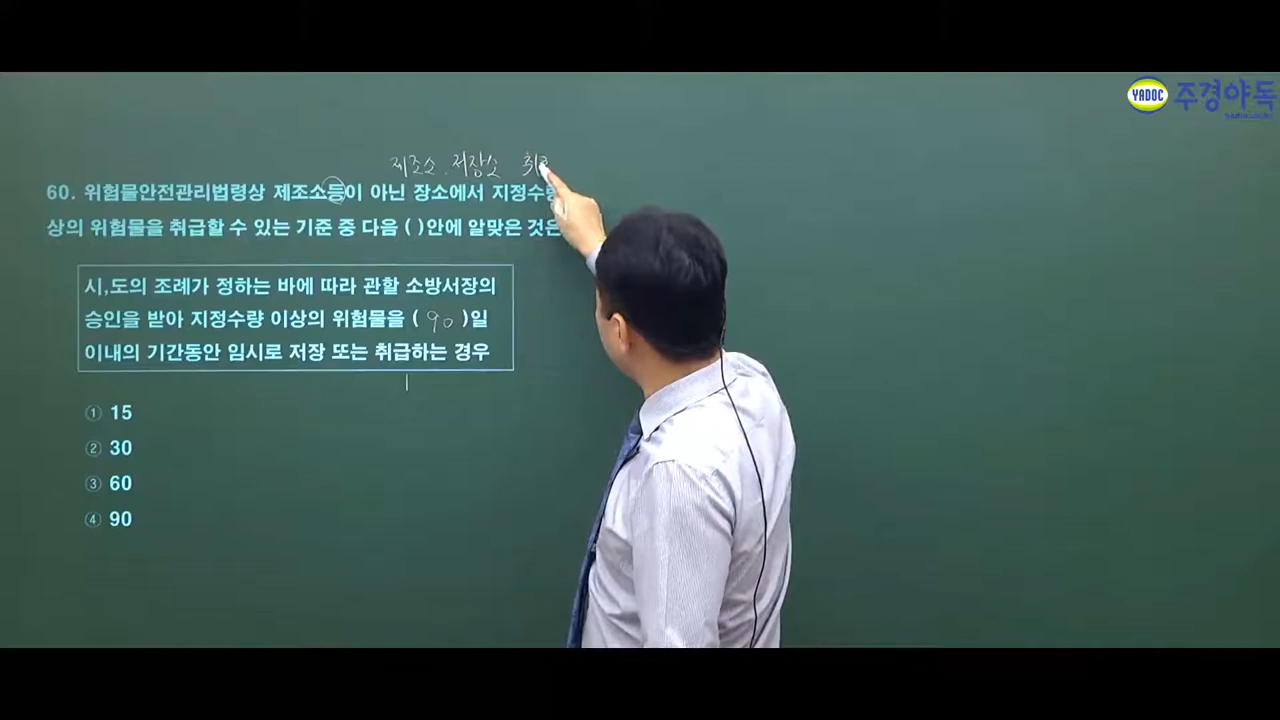 YADOC 주경야독
제조소. 저장소 취
60. 위험물안전관리법령상 제조소등이 아닌 장소에서 지정수량
상의 위험물을 취급할 수 있는 기준 중 다음 ( )안에 알맞은 것은
시,도의 조례가 정하는 바에 따라 관할 소방서장의
승인을 받아 지정수량 이상의 위험물을 ( 90 )일
이내의 기간동안 임시로 저장 또는 취급하는 경우
① 15
② 30
③ 60
④ 90